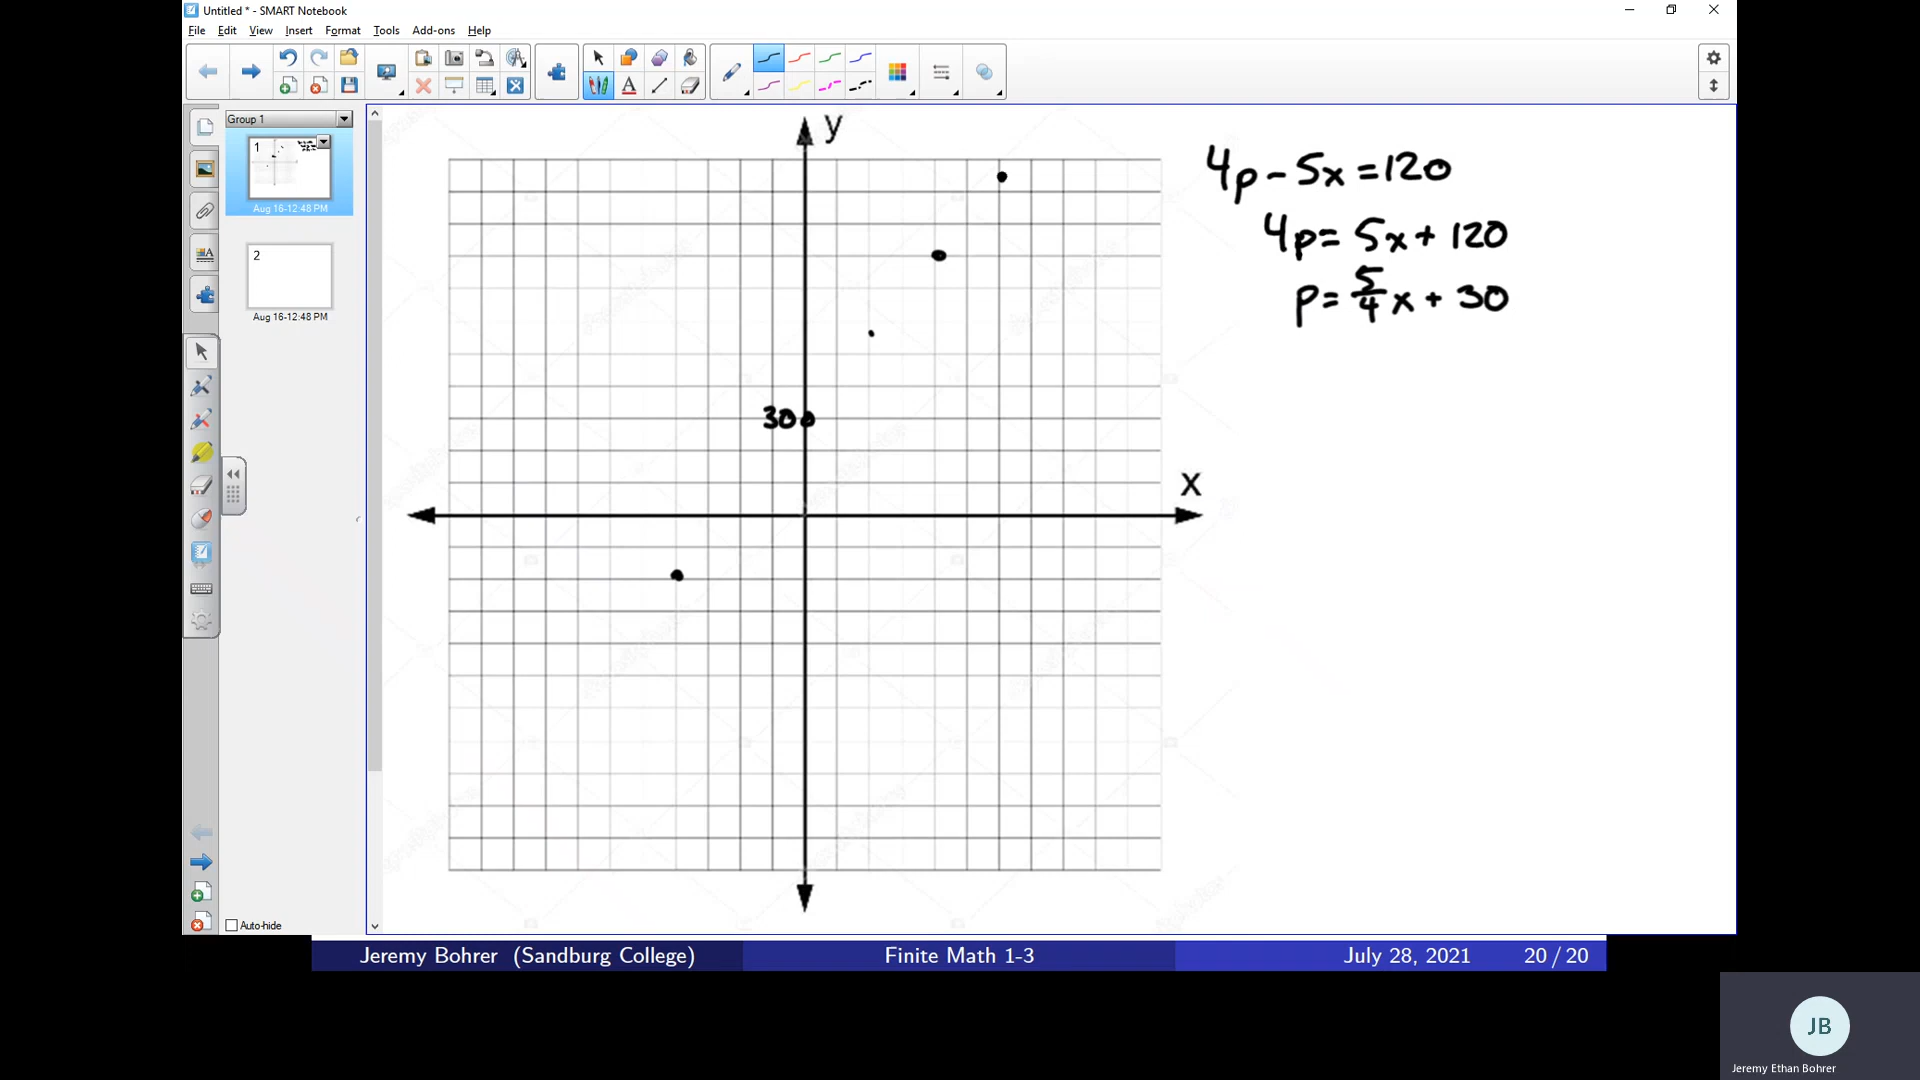 Untitled * - SMART Notebook
File Edit View Insert Format Tools Add-ons Help
Group 1
1
Aug 16-12:48 PM
2
Aug 16-12:48 PM
Auto-hide
y
x
30
4p - 5x = 120
4p = 5x + 120
p = 5/4 x + 30
Jeremy Bohrer (Sandburg College) Finite Math 1-3 July 28, 2021 20 / 20
JB
Jeremy Ethan Bohrer